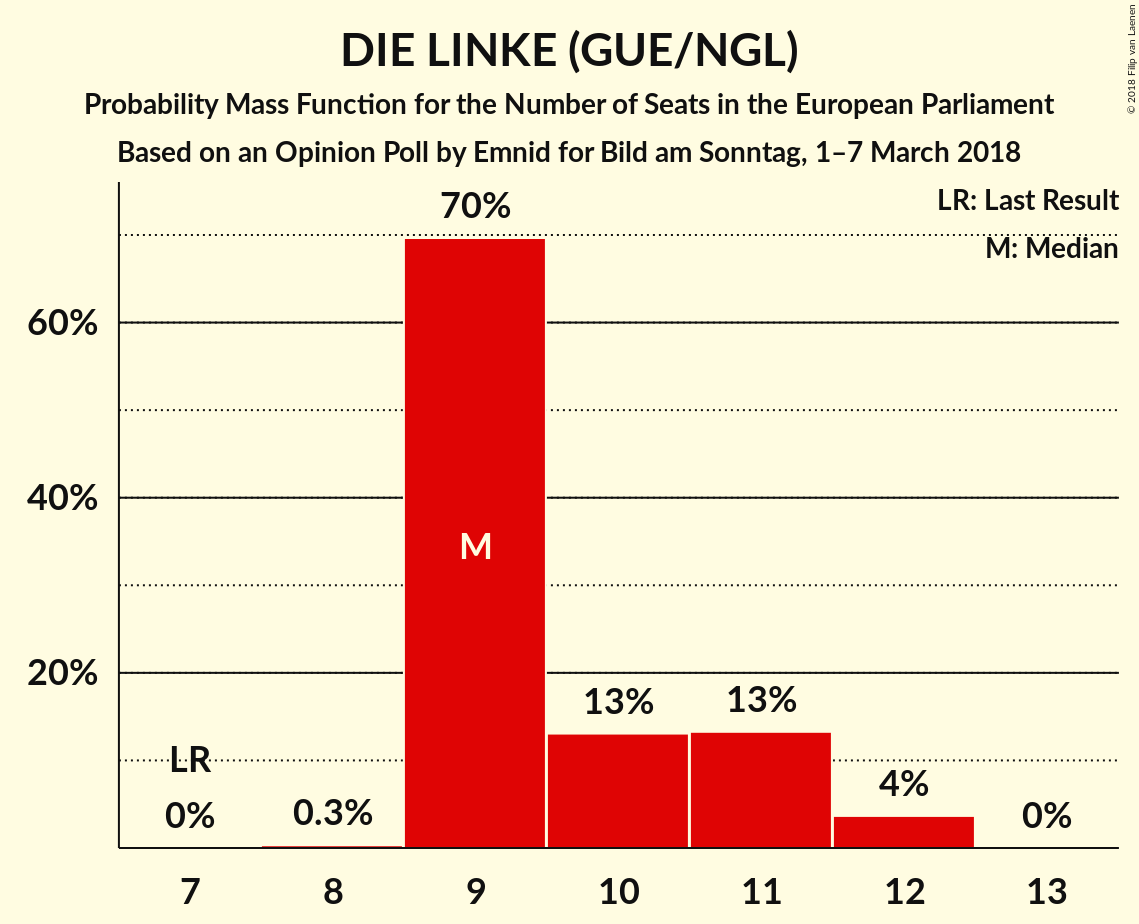 DIE LINKE (GUE/NGL)
Probability Mass Function for the Number of Seats in the European Parliament
Based on an Opinion Poll by Emnid for Bild am Sonntag, 1–7 March 2018
© 2018 Filip van Laenen
LR: Last Result
M: Median
70%
60%
40%
M
20%
13%
13%
LR
4%
0%
0.3%
0%
7
8
9
10
11
12
13